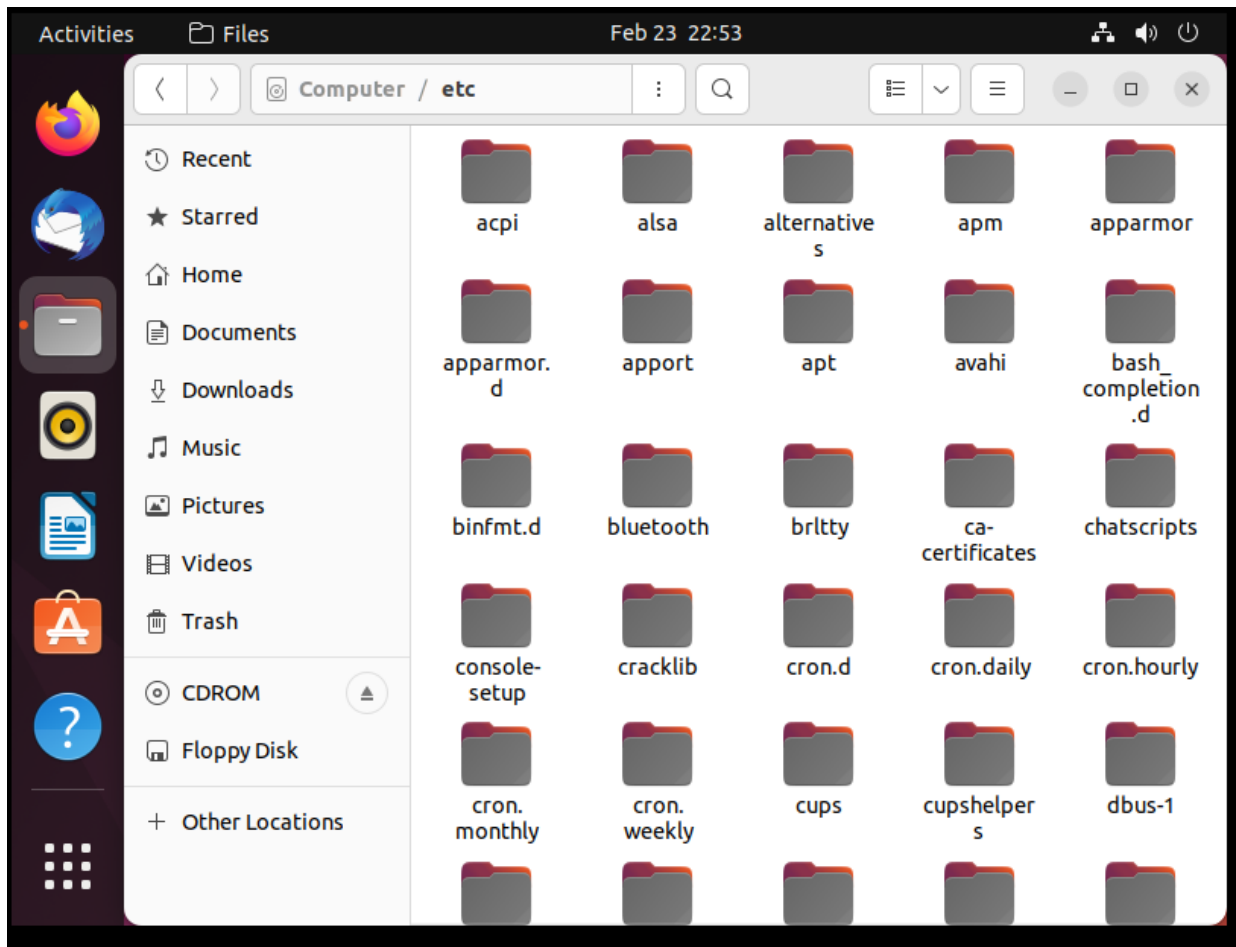 Activities Files Feb 23 22:53
Computer / etc
Recent
Starred
Home
Documents
Downloads
Music
Pictures
Videos
Trash
CDROM
Floppy Disk
+ Other Locations
acpi alsa alternative apm apparmor
s
apparmor. apport apt avahi bash_
d completion
.d
binfmt.d bluetooth brltty ca- chatscripts
certificates
console- cracklib cron.d cron.daily cron.hourly
setup
cron. cron. cups cupshelper dbus-1
monthly weekly s